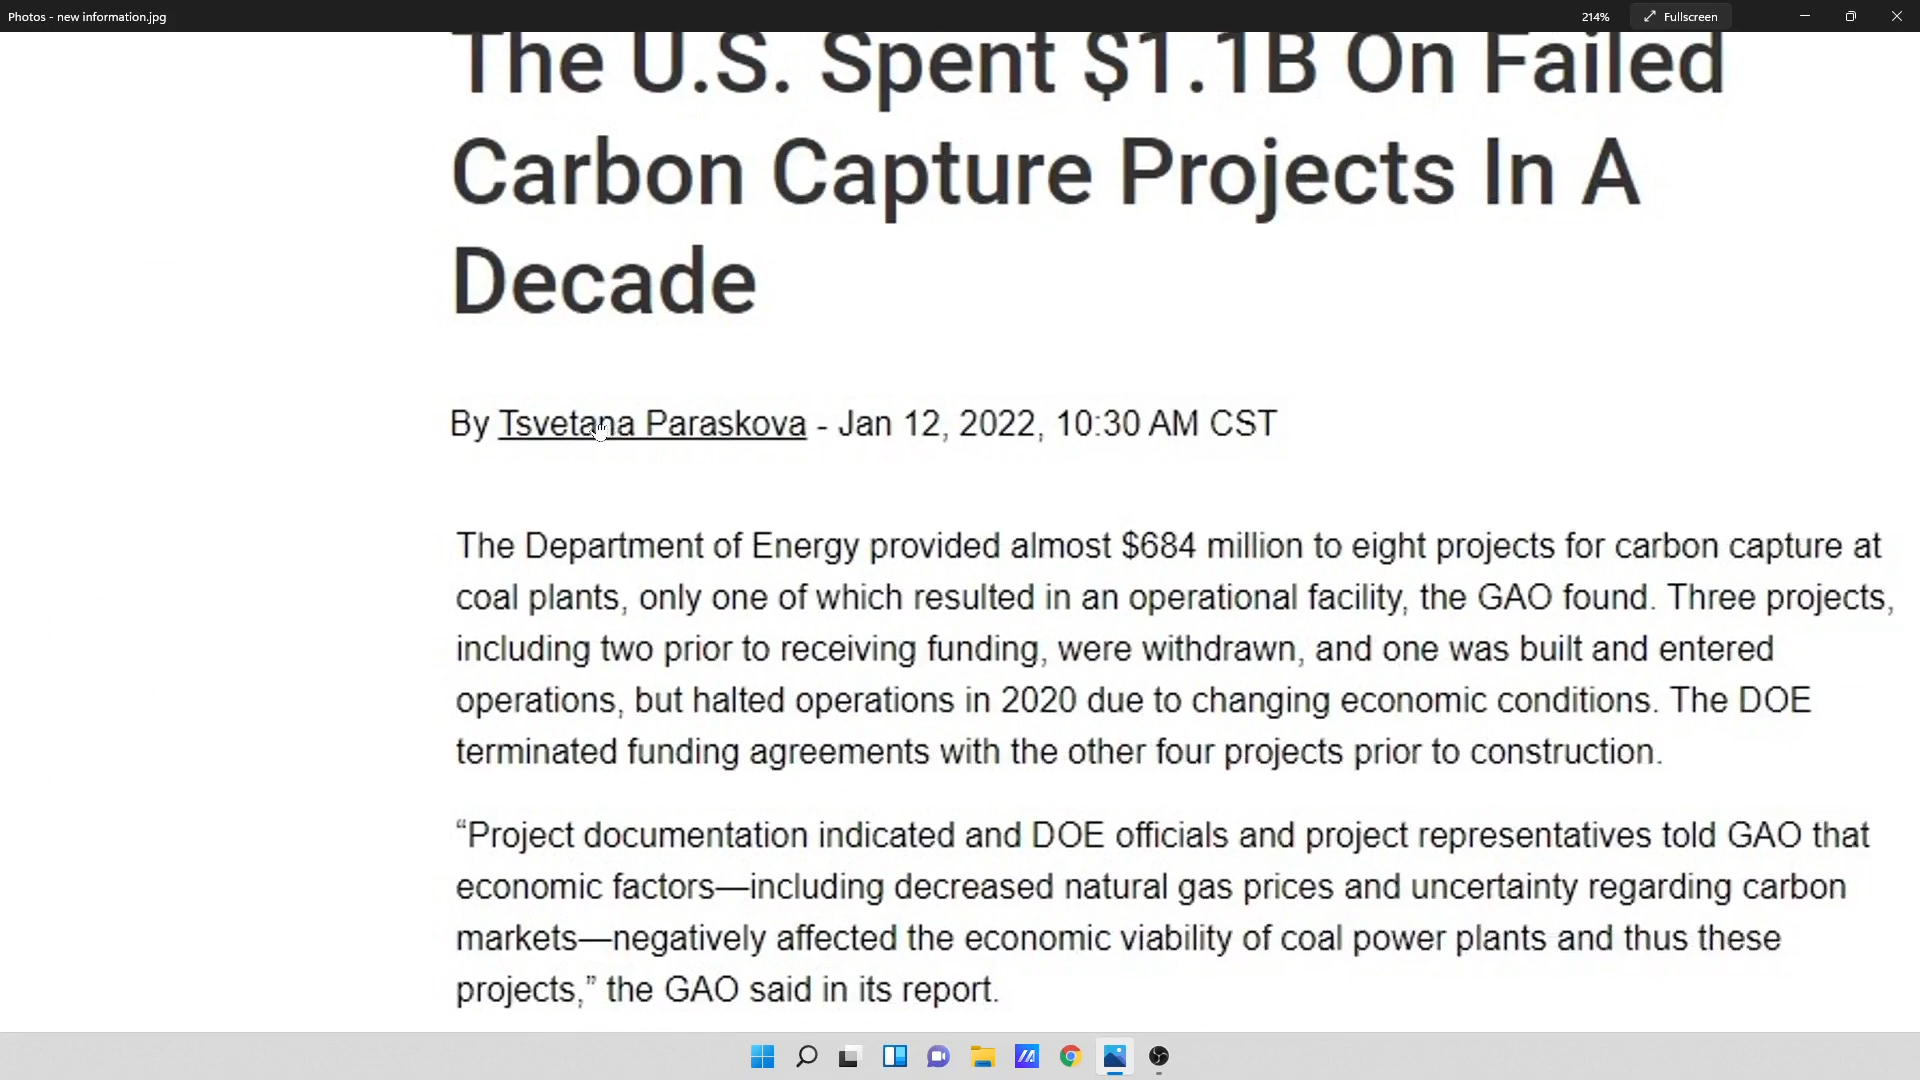 Photos - new information.jpg
214%
Fullscreen
The U.S. Spent $1.1B On Failed
Carbon Capture Projects In A
Decade
By Tsvetana Paraskova - Jan 12, 2022, 10:30 AM CST
The Department of Energy provided almost $684 million to eight projects for carbon capture at
coal plants, only one of which resulted in an operational facility, the GAO found. Three projects,
including two prior to receiving funding, were withdrawn, and one was built and entered
operations, but halted operations in 2020 due to changing economic conditions. The DOE
terminated funding agreements with the other four projects prior to construction.
“Project documentation indicated and DOE officials and project representatives told GAO that
economic factors—including decreased natural gas prices and uncertainty regarding carbon
markets—negatively affected the economic viability of coal power plants and thus these
projects,” the GAO said in its report.